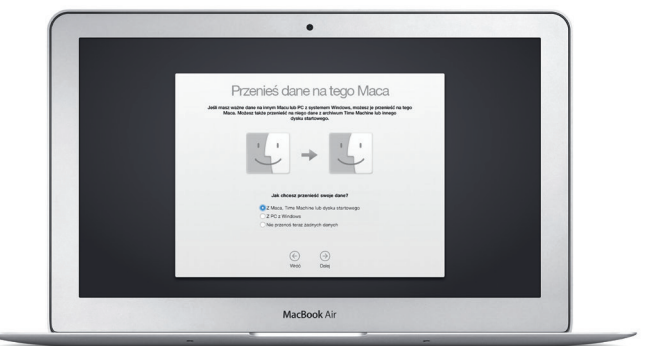 Przenieś dane na tego Maca
Jeśli masz ważne dane na innym Macu lub PC z systemem Windows, możesz je przenieść na tego
Maca. Możesz także przenieść na niego dane z archiwum Time Machine lub innego
dysku startowego.
Jak chcesz przenieść swoje dane?
Z Maca, Time Machine lub dysku startowego
Z PC z Windows
Nie przenoś teraz żadnych danych
Wróć
Dalej
MacBook Air